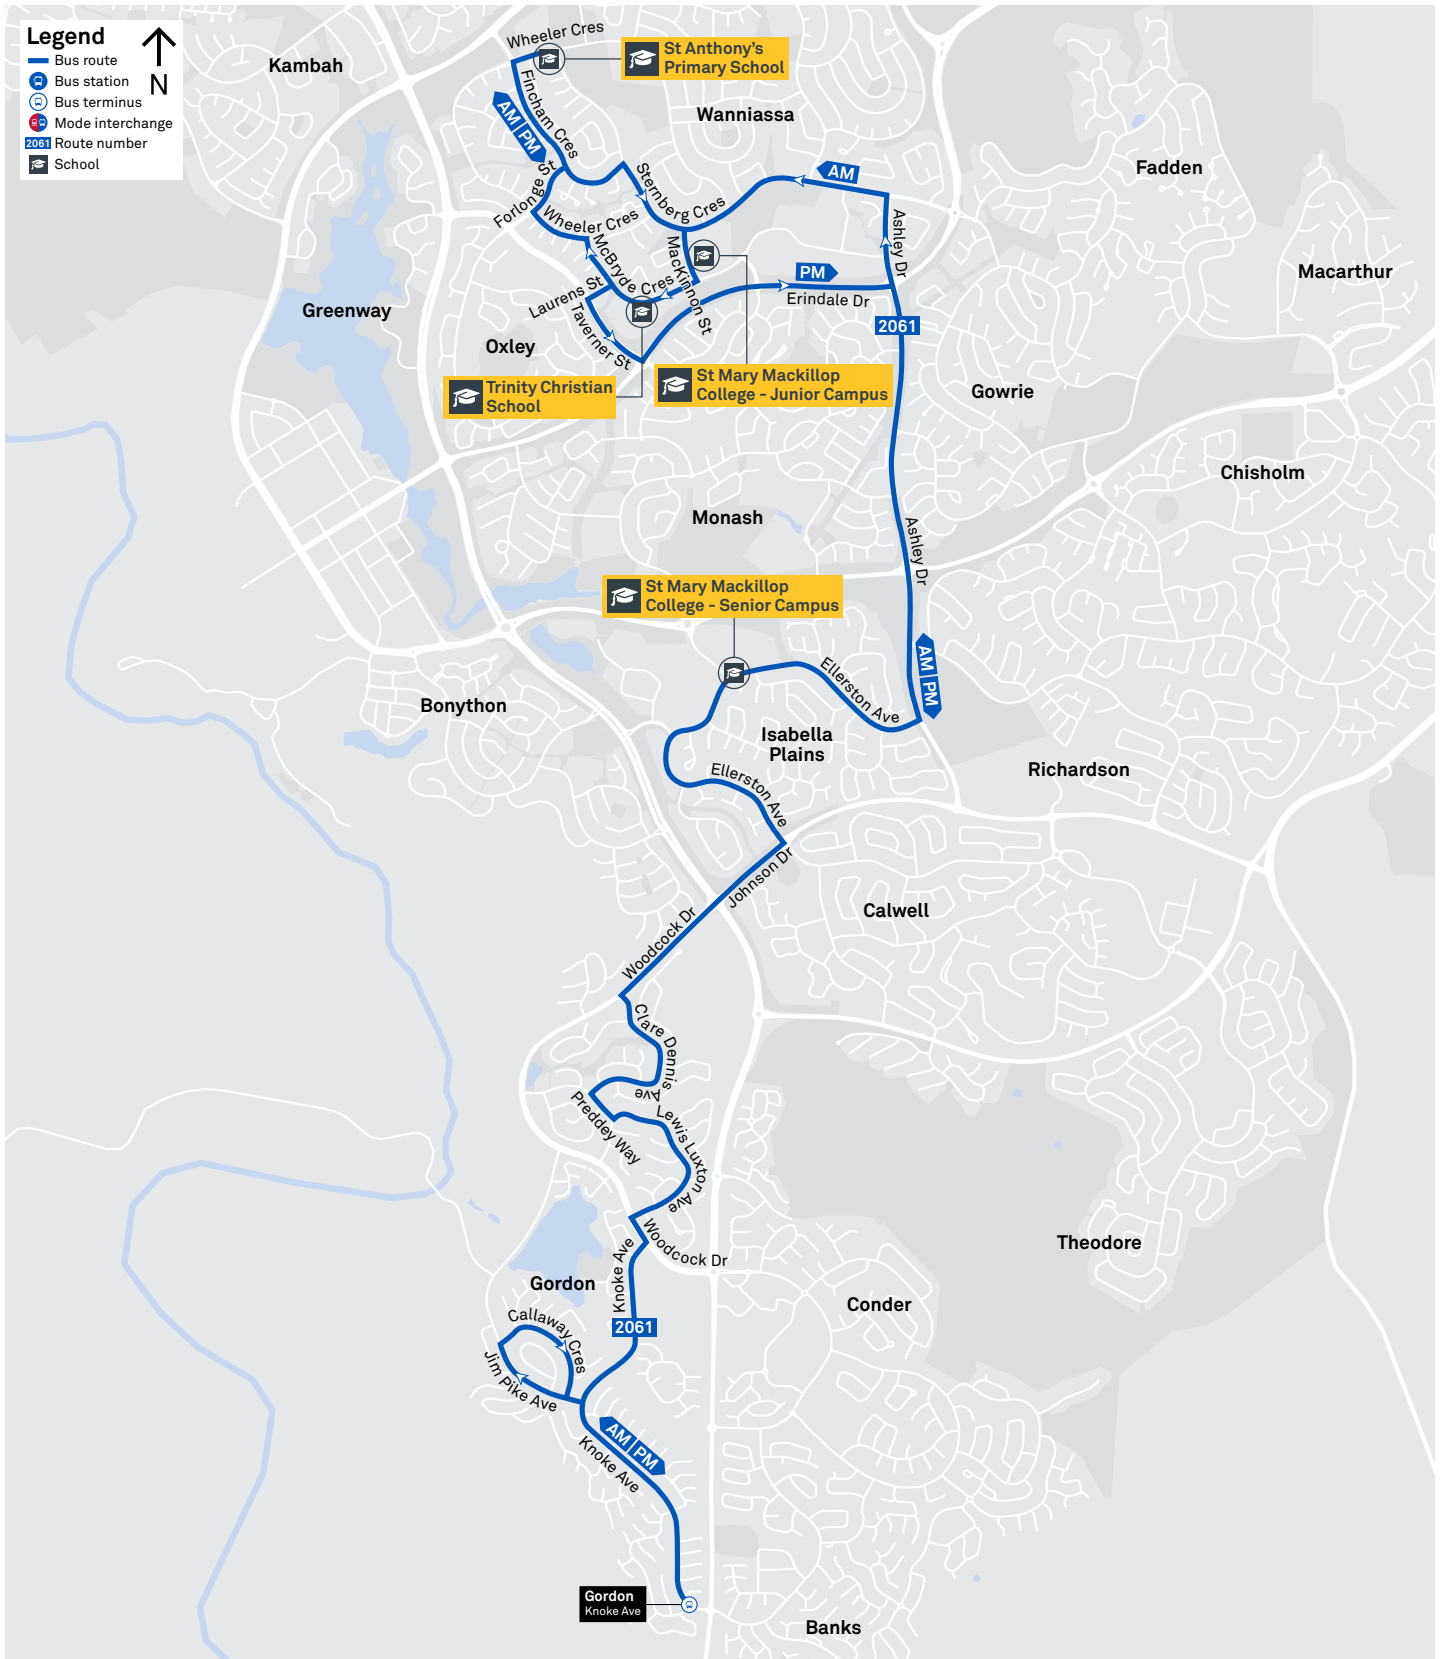 Legend
N
Bus route
Bus station
Bus terminus
Mode interchange
2061 Route number
School
Wheeler Cres
St Anthony's
Primary School
Kambah
Fincham Cres
Wanniassa
AM | PM
Fadden
AM
Forlonge St
Sternberg Cres
Wheeler Cres
Ashley Dr
McBryde Cres
MacKinnon St
Macarthur
PM
Laurens St
Erindale Dr
Greenway
Taverner St
2061
Oxley
St Mary Mackillop
College - Junior Campus
Trinity Christian
School
Gowrie
Chisholm
Monash
Ashley Dr
St Mary Mackillop
College - Senior Campus
AM | PM
Ellerston Ave
Bonython
Isabella
Plains
Richardson
Ellerston Ave
Johnson Dr
Calwell
Woodcock Dr
Clare Dennis Ave
Preddey Way
Lewis Luxton Ave
Woodcock Dr
Theodore
Knoke Ave
Gordon
Conder
Callaway Cres
2061
Jim Pike Ave
AM | PM
Knoke Ave
Gordon
Knoke Ave
Banks